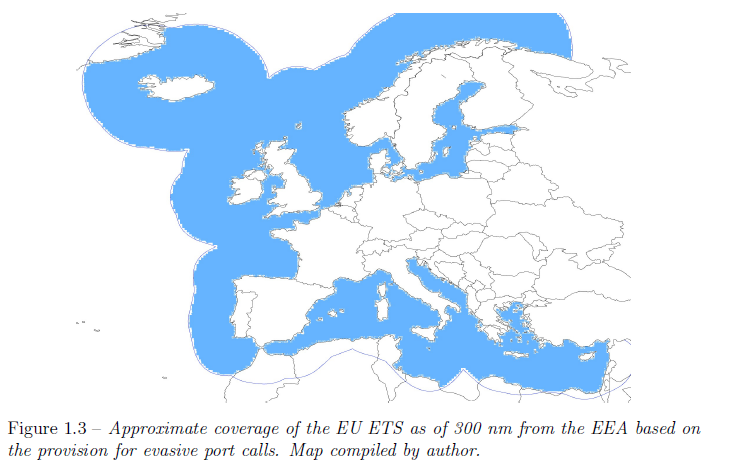 Figure 1.3 – Approximate coverage of the EU ETS as of 300 nm from the EEA based on
the provision for evasive port calls. Map compiled by author.